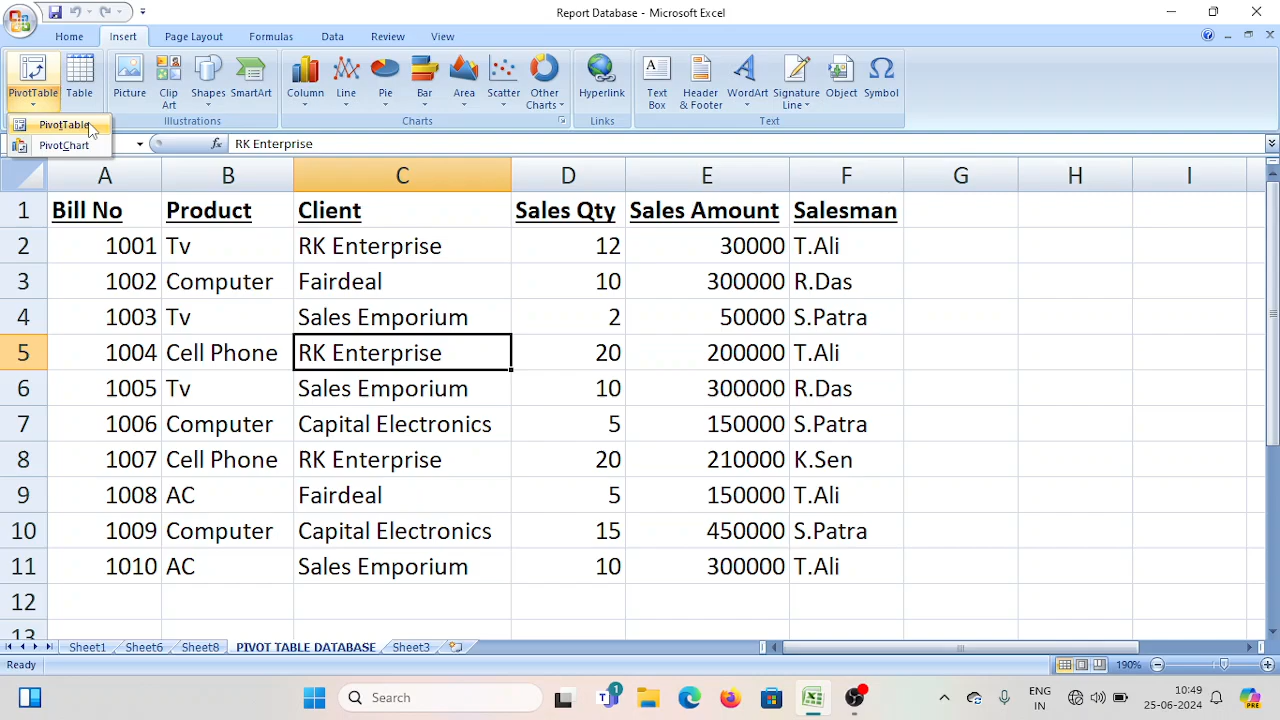 Report Database - Microsoft Excel
Home Insert Page Layout Formulas Data Review View
PivotTable Table Picture Clip Art Shapes SmartArt Column Line Pie Bar Area Scatter Other Charts Hyperlink Text Box Header & Footer WordArt Signature Line Object Symbol
Illustrations Charts Links Text
PivotTable
PivotChart
fx RK Enterprise
A B C D E F G H I
1 Bill No Product Client Sales Qty Sales Amount Salesman
2 1001 Tv RK Enterprise 12 30000 T.Ali
3 1002 Computer Fairdeal 10 300000 R.Das
4 1003 Tv Sales Emporium 2 50000 S.Patra
5 1004 Cell Phone RK Enterprise 20 200000 T.Ali
6 1005 Tv Sales Emporium 10 300000 R.Das
7 1006 Computer Capital Electronics 5 150000 S.Patra
8 1007 Cell Phone RK Enterprise 20 210000 K.Sen
9 1008 AC Fairdeal 5 150000 T.Ali
10 1009 Computer Capital Electronics 15 450000 S.Patra
11 1010 AC Sales Emporium 10 300000 T.Ali
12
13
Sheet1 Sheet6 Sheet8 PIVOT TABLE DATABASE Sheet3
Ready 190%
Search 1 ENG 10:49
IN 25-06-2024 PRE